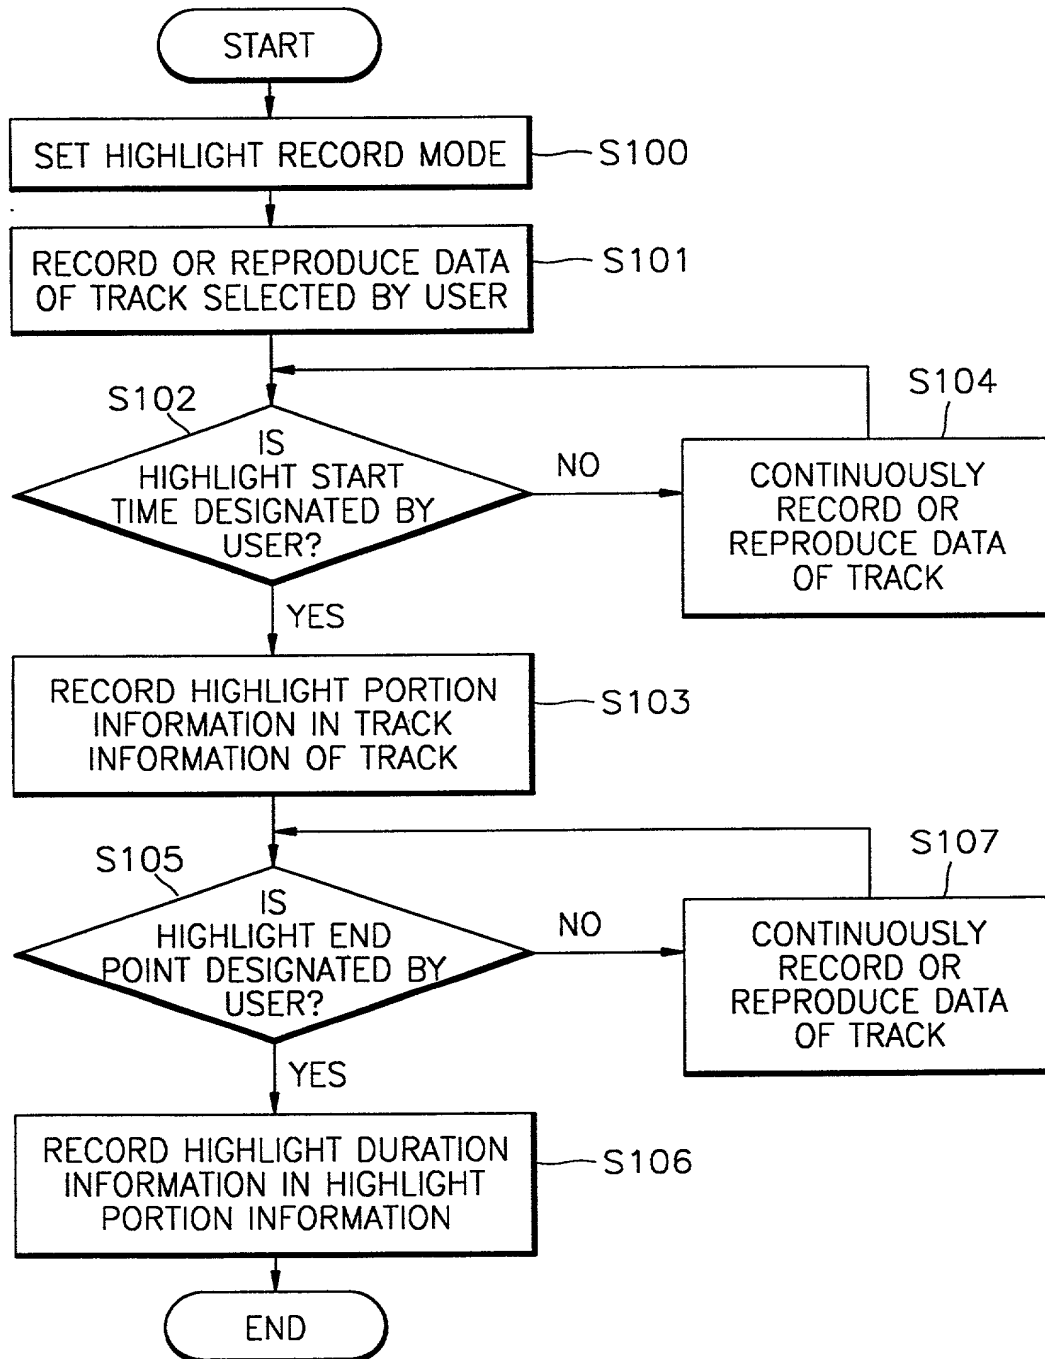 START
SET HIGHLIGHT RECORD MODE
S100
RECORD OR REPRODUCE DATA
OF TRACK SELECTED BY USER
S101
S102
IS
HIGHLIGHT START
TIME DESIGNATED BY
USER?
NO
S104
CONTINUOUSLY
RECORD OR
REPRODUCE DATA
OF TRACK
YES
RECORD HIGHLIGHT PORTION
INFORMATION IN TRACK
INFORMATION OF TRACK
S103
S105
IS
HIGHLIGHT END
POINT DESIGNATED BY
USER?
NO
S107
CONTINUOUSLY
RECORD OR
REPRODUCE DATA
OF TRACK
YES
RECORD HIGHLIGHT DURATION
INFORMATION IN HIGHLIGHT
PORTION INFORMATION
S106
END